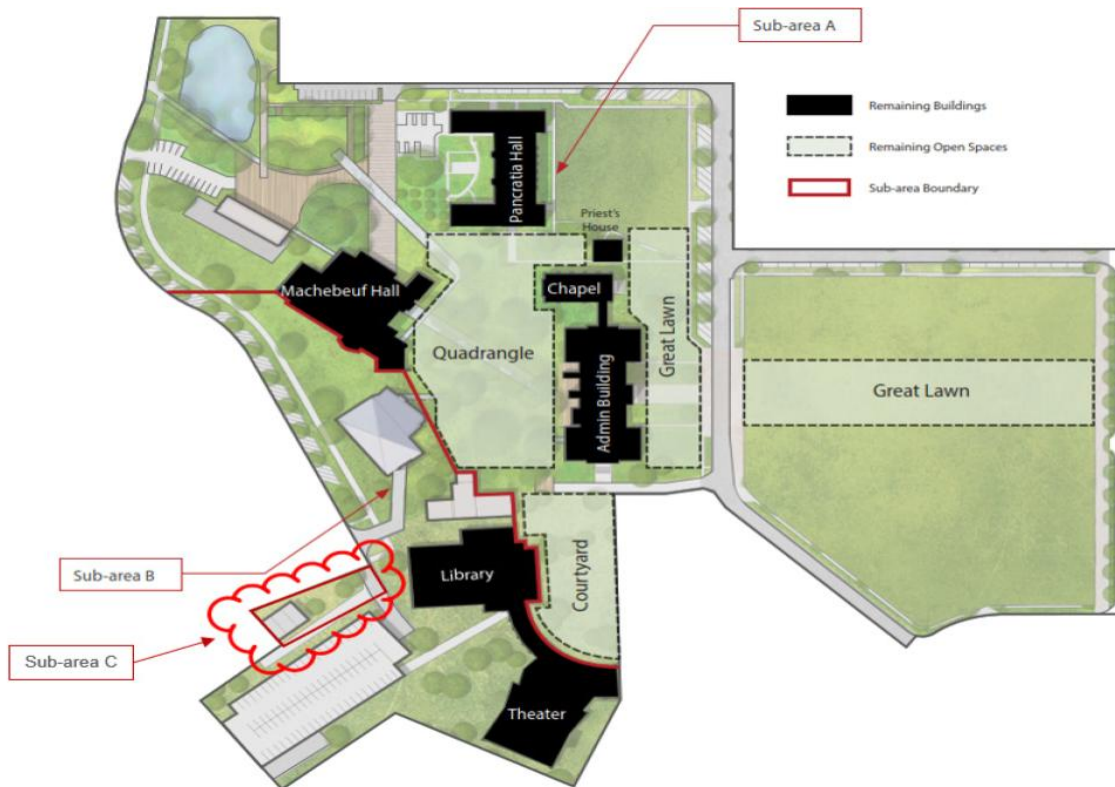 Sub-area A
Remaining Buildings
Remaining Open Spaces
Sub-area Boundary
Pancratia Hall
Priest's
House
Machebeuf Hall
Chapel
Quadrangle
Great Lawn
Admin Building
Great Lawn
Sub-area B
Library
Courtyard
Sub-area C
Theater